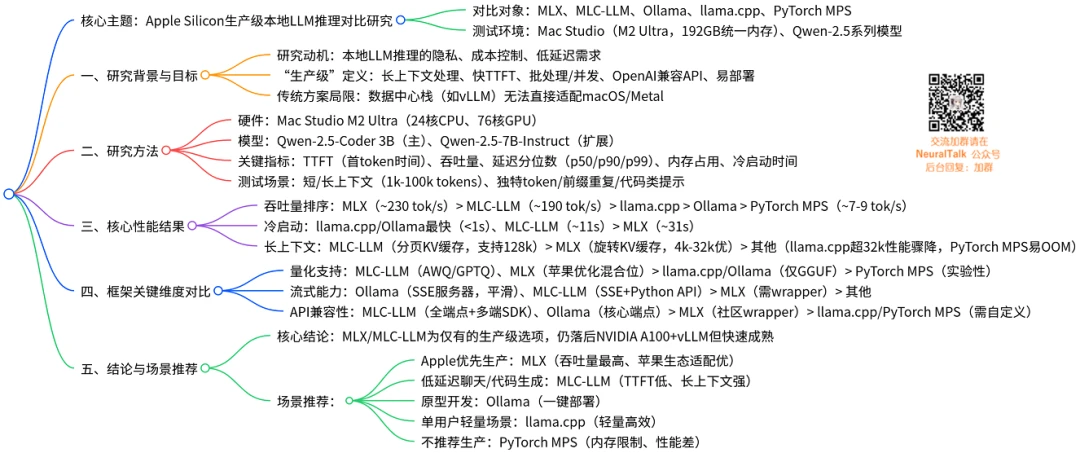 核心主题：Apple Silicon生产级本地LLM推理对比研究
对比对象：MLX、MLC-LLM、Ollama、llama.cpp、PyTorch MPS
测试环境：Mac Studio（M2 Ultra，192GB统一内存）、Qwen-2.5系列模型
一、研究背景与目标
研究动机：本地LLM推理的隐私、成本控制、低延迟需求
“生产级”定义：长上下文处理、快TTFT、批处理/并发、OpenAI兼容API、易部署
传统方案局限：数据中心栈（如vLLM）无法直接适配macOS/Metal
二、研究方法
硬件：Mac Studio M2 Ultra（24核CPU、76核GPU）
模型：Qwen-2.5-Coder 3B（主）、Qwen-2.5-7B-Instruct（扩展）
关键指标：TTFT（首token时间）、吞吐量、延迟分位数（p50/p90/p99）、内存占用、冷启动时间
测试场景：短/长上下文（1k-100k tokens）、独特token/前缀重复/代码类提示
三、核心性能结果
吞吐量排序：MLX（~230 tok/s）> MLC-LLM（~190 tok/s）> llama.cpp > Ollama > PyTorch MPS（~7-9 tok/s）
冷启动：llama.cpp/Ollama最快（<1s）、MLC-LLM（~11s）> MLX（~31s）
长上下文：MLC-LLM（分页KV缓存，支持128k）> MLX（旋转KV缓存，4k-32k优）> 其他（llama.cpp超32k性能骤降，PyTorch MPS易OOM）
四、框架关键维度对比
量化支持：MLC-LLM（AWQ/GPTQ）、MLX（苹果优化混合位）> llama.cpp/Ollama（仅GGUF）> PyTorch MPS（实验性）
流式能力：Ollama（SSE服务器，平滑）、MLC-LLM（SSE+Python API）> MLX（需wrapper）> 其他
API兼容性：MLC-LLM（全端点+多端SDK）、Ollama（核心端点）> MLX（社区wrapper）> llama.cpp/PyTorch MPS（需自定义）
五、结论与场景推荐
核心结论：MLX/MLC-LLM为仅有的生产级选项，仍落后NVIDIA A100+vLLM但快速成熟
场景推荐：
Apple优先生产：MLX（吞吐量最高、苹果生态适配优）
低延迟聊天/代码生成：MLC-LLM（TTFT低、长上下文强）
原型开发：Ollama（一键部署）
单用户轻量场景：llama.cpp（轻量高效）
不推荐生产：PyTorch MPS（内存限制、性能差）
交流加群请在
NeuralTalk 公众号
后台回复：加群